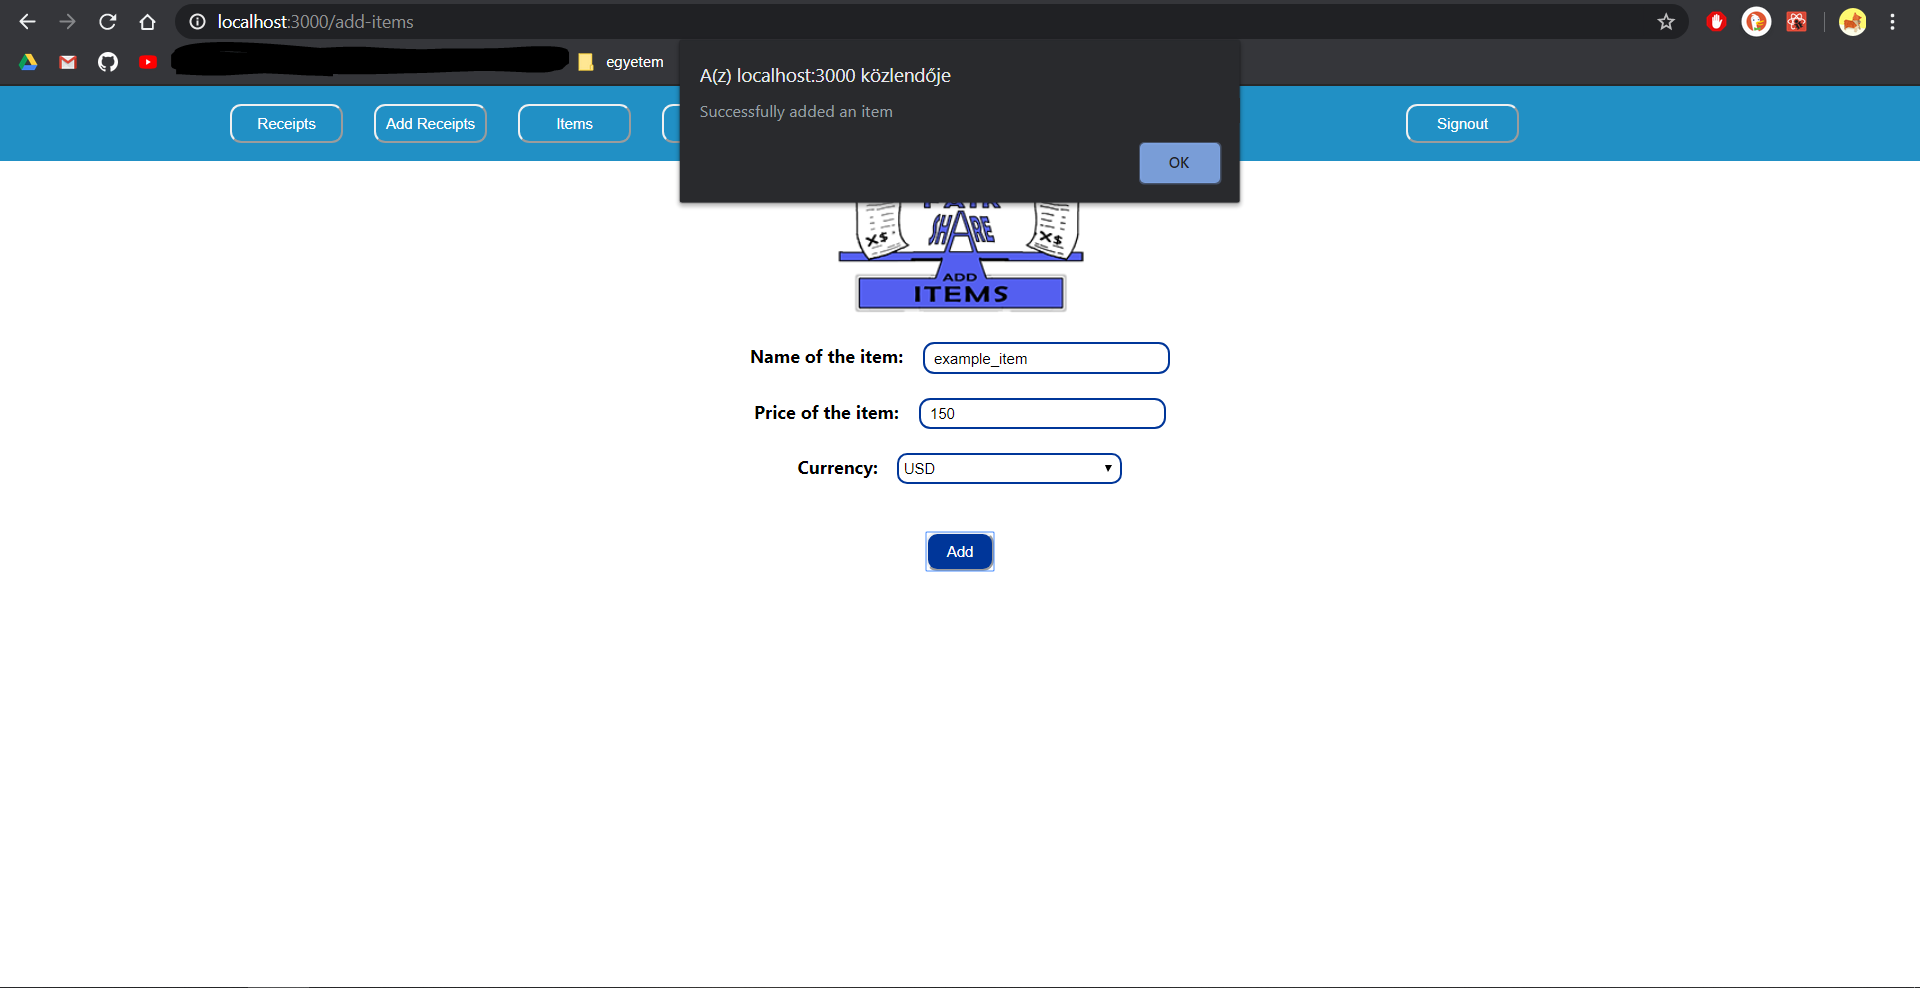 localhost:3000/add-items
egyetem
A(z) localhost:3000 közlendője
Successfully added an item
OK
Receipts
Add Receipts
Items
Signout
SHARE
X$
X$
ADD
ITEMS
Name of the item:
example_item
Price of the item:
150
Currency:
USD
Add